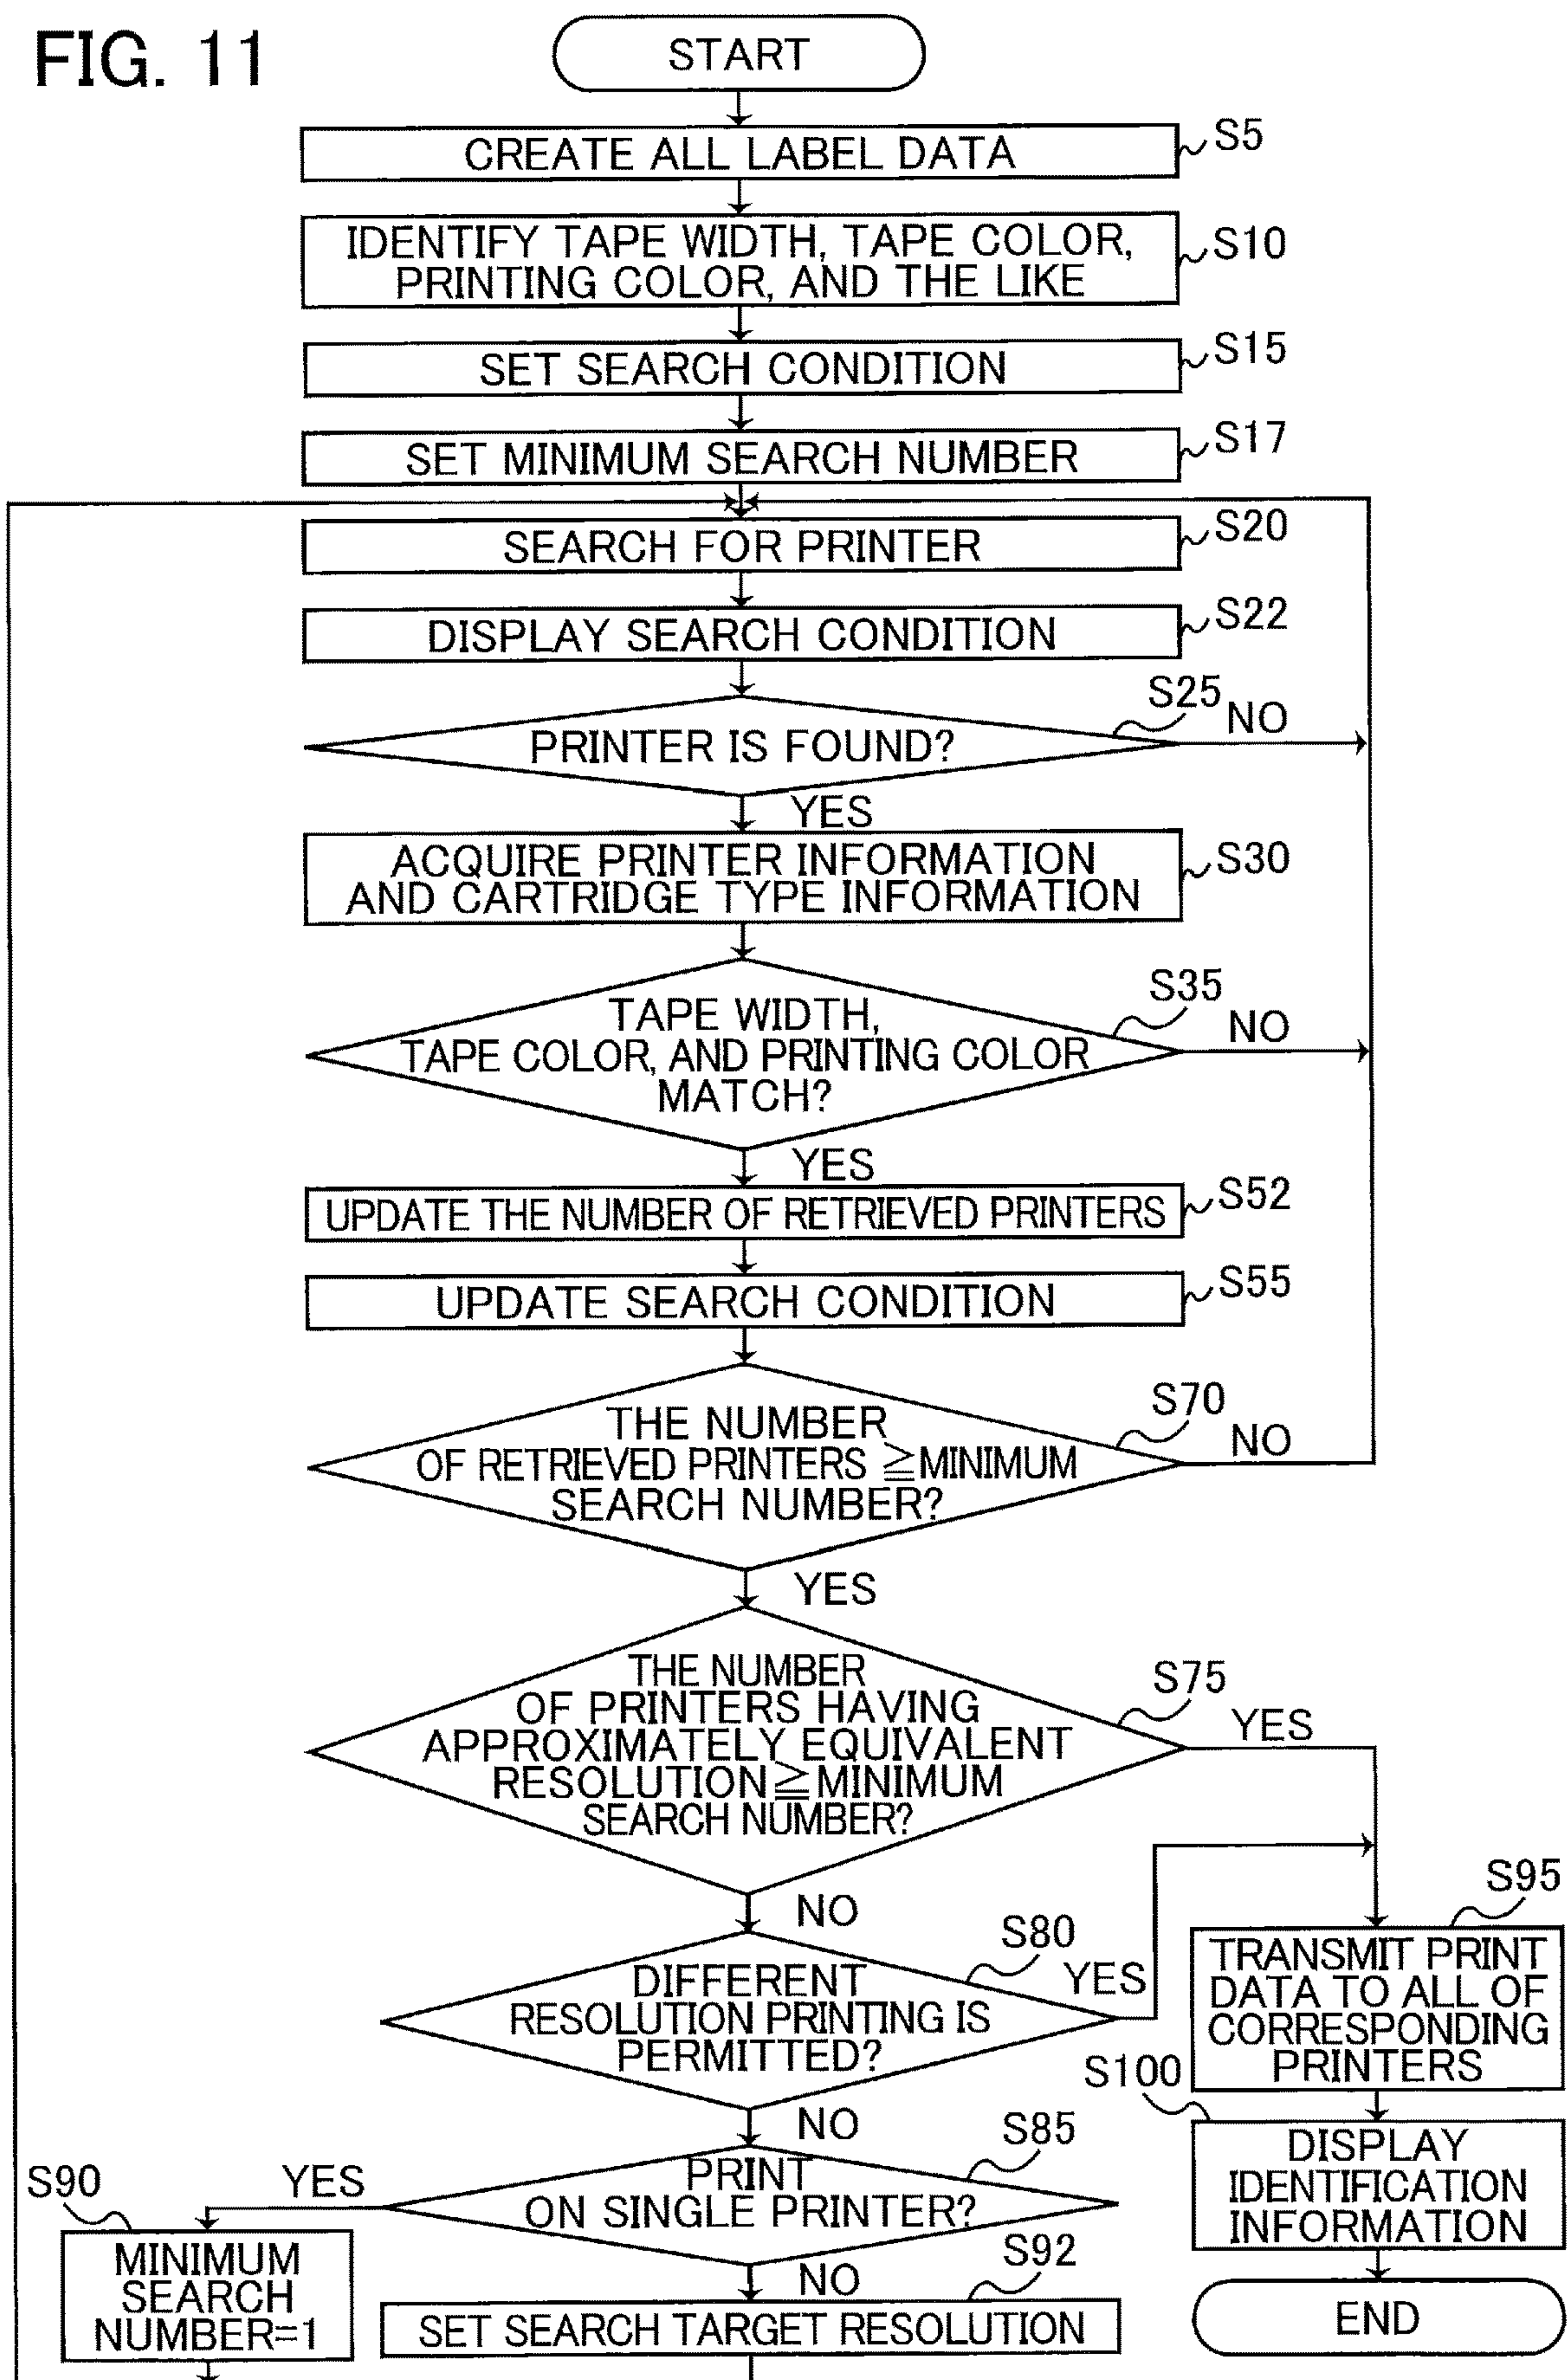 FIG. 11
START
CREATE ALL LABEL DATA
S5
IDENTIFY TAPE WIDTH, TAPE COLOR,
PRINTING COLOR, AND THE LIKE
S10
SET SEARCH CONDITION
S15
SET MINIMUM SEARCH NUMBER
S17
SEARCH FOR PRINTER
S20
DISPLAY SEARCH CONDITION
S22
PRINTER IS FOUND?
S25
NO
YES
ACQUIRE PRINTER INFORMATION
AND CARTRIDGE TYPE INFORMATION
S30
TAPE WIDTH,
TAPE COLOR, AND PRINTING COLOR
MATCH?
S35
NO
YES
UPDATE THE NUMBER OF RETRIEVED PRINTERS
S52
UPDATE SEARCH CONDITION
S55
THE NUMBER
OF RETRIEVED PRINTERS ≧MINIMUM
SEARCH NUMBER?
S70
NO
YES
THE NUMBER
OF PRINTERS HAVING
APPROXIMATELY EQUIVALENT
RESOLUTION≧MINIMUM
SEARCH NUMBER?
S75
YES
NO
DIFFERENT
RESOLUTION PRINTING IS
PERMITTED?
S80
YES
NO
S95
TRANSMIT PRINT
DATA TO ALL OF
CORRESPONDING
PRINTERS
S100
DISPLAY
IDENTIFICATION
INFORMATION
END
PRINT
ON SINGLE PRINTER?
S85
YES
NO
S90
MINIMUM
SEARCH
NUMBER=1
S92
SET SEARCH TARGET RESOLUTION